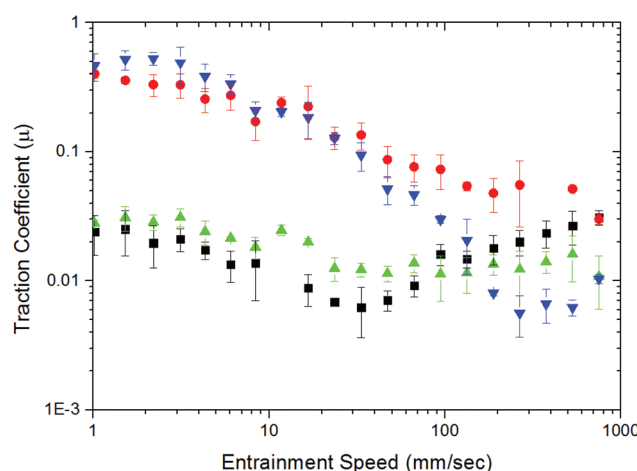 1
0.1
0.01
1E-3
Traction Coefficient (μ)
1 10 100 1000
Entrainment Speed (mm/sec)